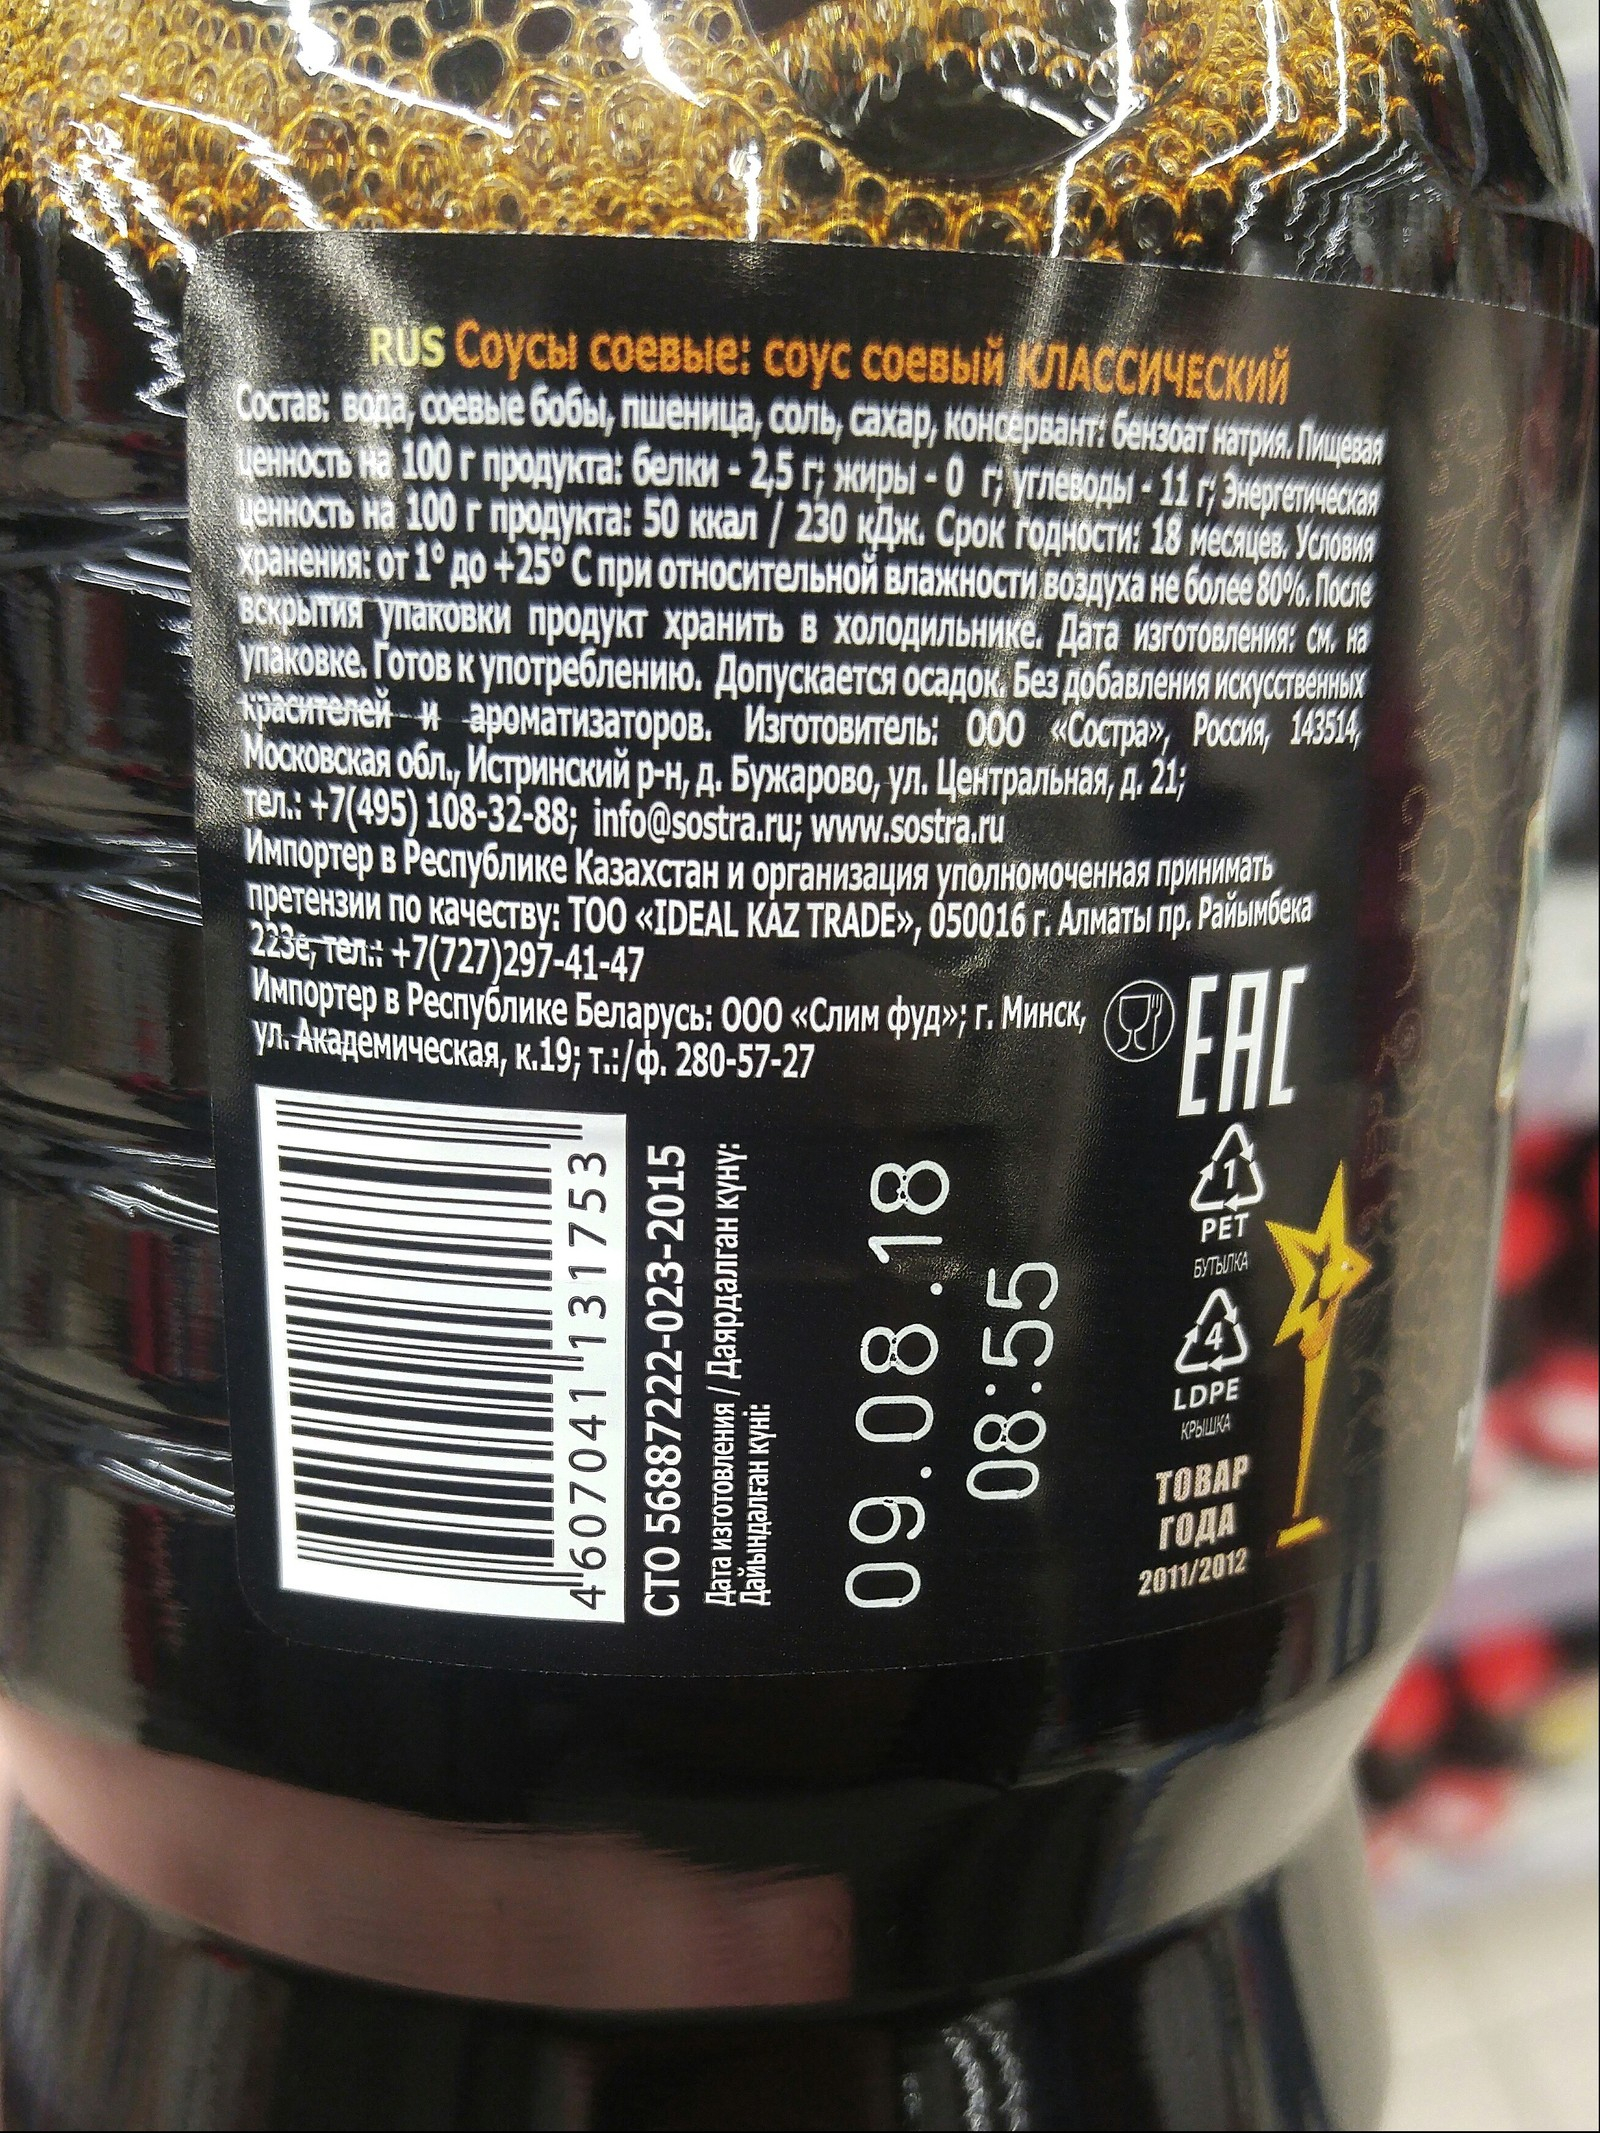 RUS Соусы соевые: соус соевый КЛАССИЧЕСКИЙ
Состав: вода, соевые бобы, пшеница, соль, сахар, консервант: бензоат натрия. Пищевая
ценность на 100 г продукта: белки - 2,5 г; жиры - 0 г; углеводы - 11 г; Энергетическая
ценность на 100 г продукта: 50 ккал / 230 кДж. Срок годности: 18 месяцев. Условия
хранения: от 1° до +25° С при относительной влажности воздуха не более 80%. После
вскрытия упаковки продукт хранить в холодильнике. Дата изготовления: см. на
упаковке. Готов к употреблению. Допускается осадок. Без добавления искусственных
красителей и ароматизаторов. Изготовитель: ООО «Состра», Россия, 143514,
Московская обл., Истринский р-н, д. Бужарово, ул. Центральная, д. 21;
тел.: +7(495) 108-32-88; info@sostra.ru; www.sostra.ru
Импортер в Республике Казахстан и организация уполномоченная принимать
претензии по качеству: ТОО «IDEAL KAZ TRADE», 050016 г. Алматы пр. Райымбека
223е, тел.: +7(727)297-41-47
Импортер в Республике Беларусь: ООО «Слим фуд»; г. Минск,
ул. Академическая, к.19; т.:/ф. 280-57-27
EAC
4 607041 131753
СТО 56887222-023-2015
Дата изготовления / Даярдалган күнү:
Дайындалған күні:
09.08.18
08:55
1
PET
БУТЫЛКА
4
LDPE
КРЫШКА
ТОВАР
ГОДА
2011/2012